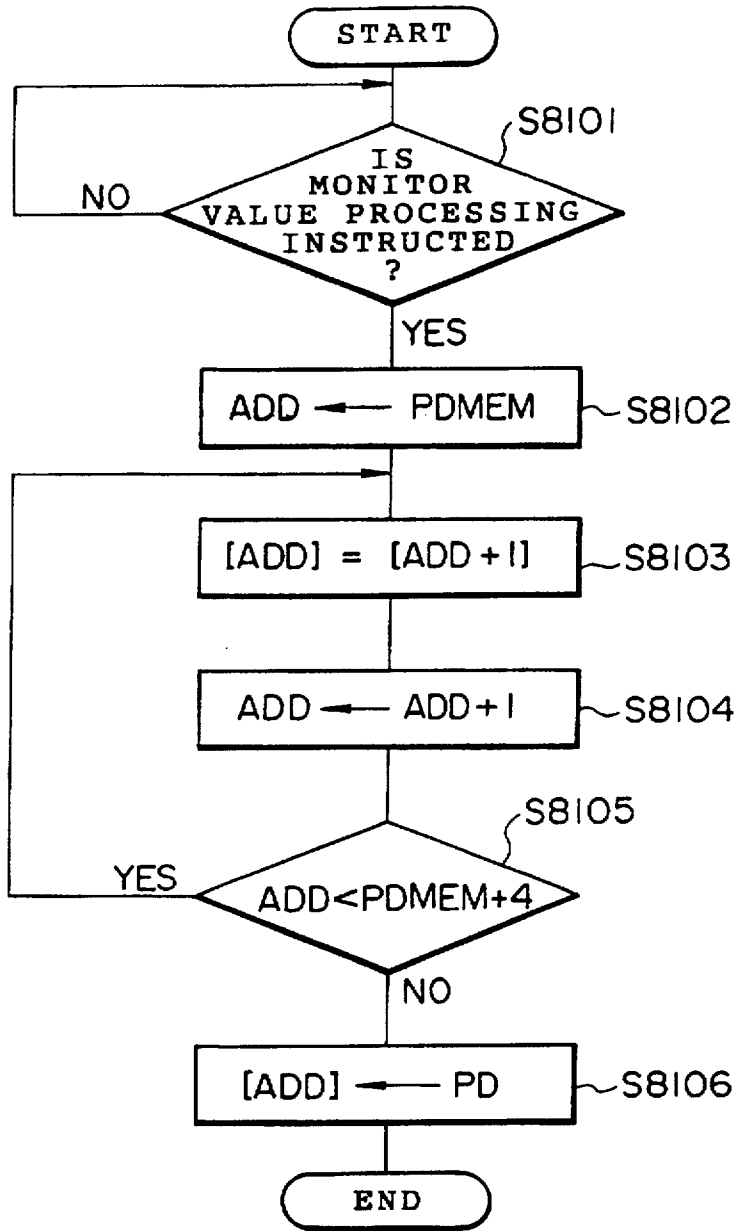 START
S8101
IS
MONITOR
VALUE PROCESSING
INSTRUCTED
?
NO
YES
ADD ← PDMEM
S8102
[ADD] = [ADD+1]
S8103
ADD ← ADD+1
S8104
S8105
YES
ADD<PDMEM+4
NO
[ADD] ← PD
S8106
END